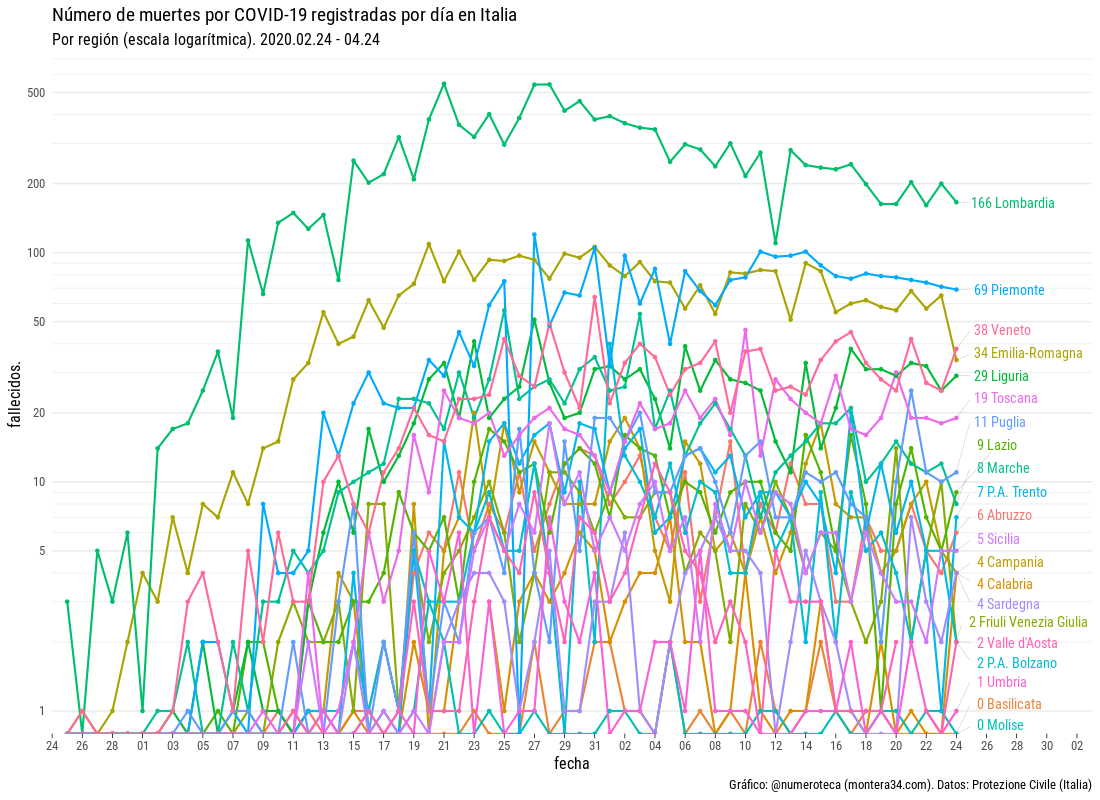 Número de muertes por COVID-19 registradas por día en Italia
Por región (escala logarítmica). 2020.02.24 - 04.24
500
200
100
50
20
10
5
1
fallecidos.
166 Lombardia
69 Piemonte
38 Veneto
34 Emilia-Romagna
29 Liguria
19 Toscana
11 Puglia
9 Lazio
8 Marche
7 P.A. Trento
6 Abruzzo
5 Sicilia
4 Campania
4 Calabria
4 Sardegna
2 Friuli Venezia Giulia
2 Valle d'Aosta
2 P.A. Bolzano
1 Umbria
0 Basilicata
0 Molise
24 26 28 01 03 05 07 09 11 13 15 17 19 21 23 25 27 29 31 02 04 06 08 10 12 14 16 18 20 22 24 26 28 30 02
fecha
Gráfico: @numeroteca (montera34.com). Datos: Protezione Civile (Italia)